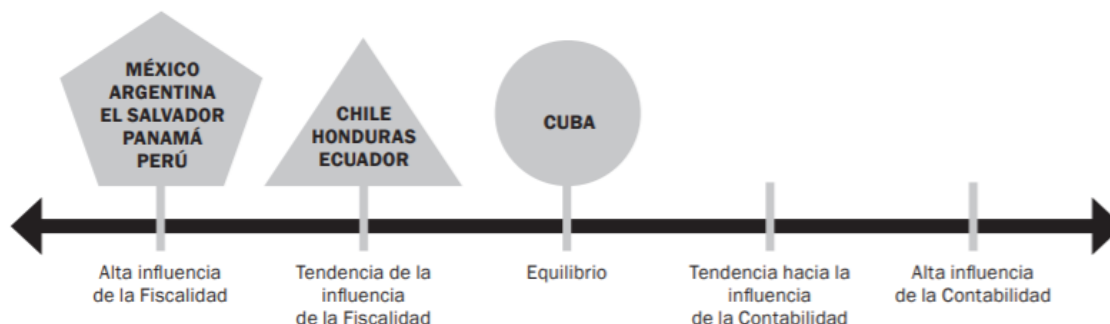 MÉXICO
ARGENTINA
EL SALVADOR
PANAMÁ
PERÚ
CHILE
HONDURAS
ECUADOR
CUBA
Alta influencia
de la Fiscalidad
Tendencia de la
influencia
de la Fiscalidad
Equilibrio
Tendencia hacia la
influencia
de la Contabilidad
Alta influencia
de la Contabilidad